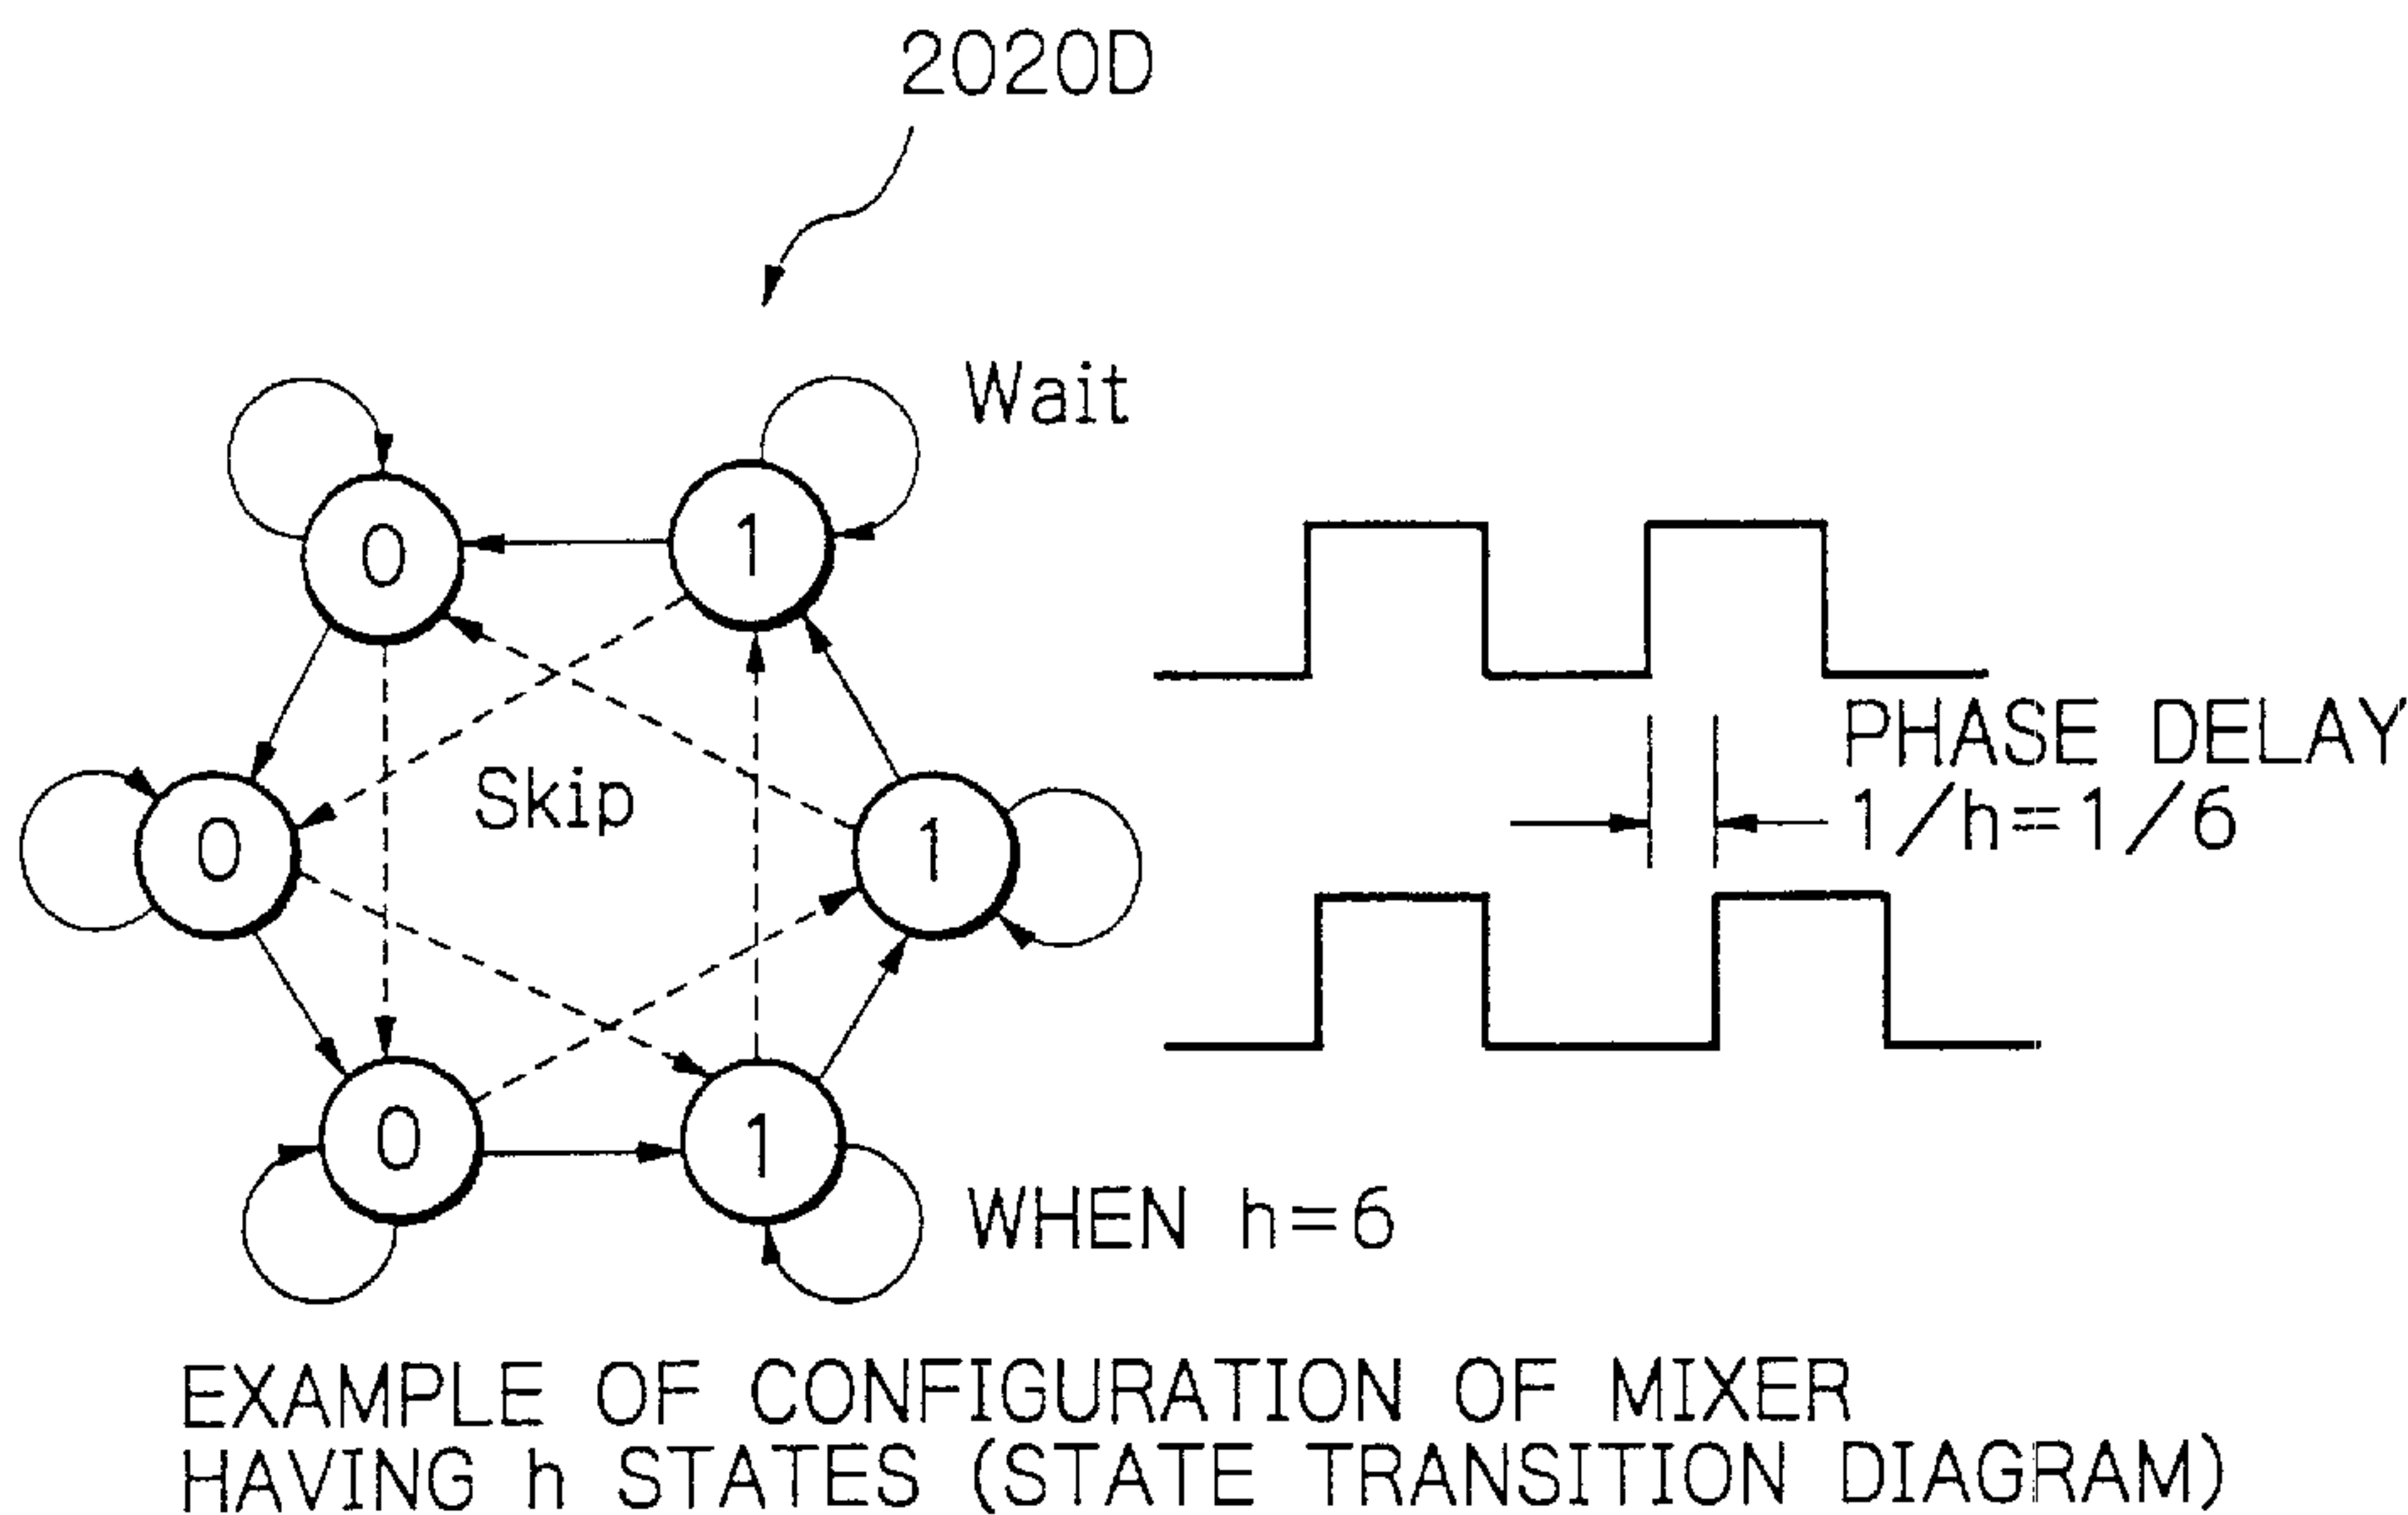 2020D
Wait
0
1
PHASE DELAY
1/h=1/6
Skip
0
1
0
1
WHEN h=6
EXAMPLE OF CONFIGURATION OF MIXER
HAVING h STATES (STATE TRANSITION DIAGRAM)